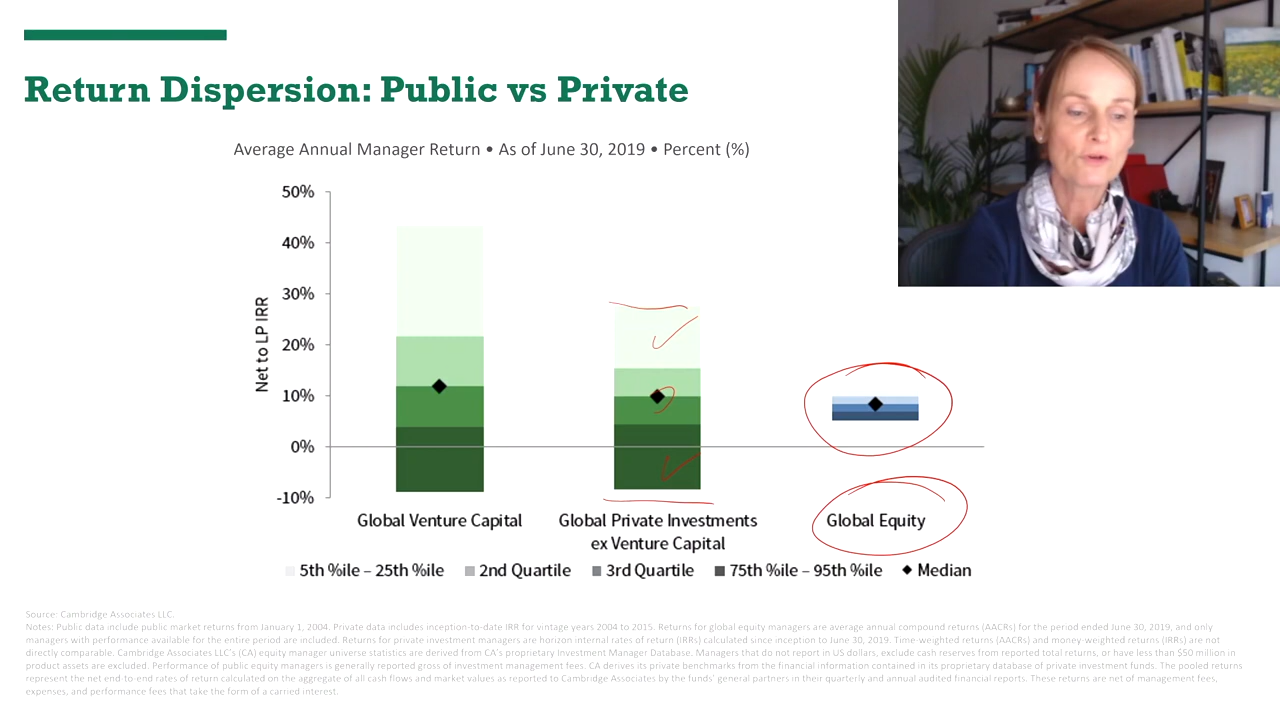 Return Dispersion: Public vs Private
Average Annual Manager Return • As of June 30, 2019 • Percent (%)
Net to LP IRR
50%
40%
30%
20%
10%
0%
-10%
Global Venture Capital
Global Private Investments
ex Venture Capital
Global Equity
5th %ile – 25th %ile 2nd Quartile 3rd Quartile 75th %ile – 95th %ile Median
Source: Cambridge Associates LLC.
Notes: Public data include public market returns from January 1, 2004. Private data includes inception-to-date IRR for vintage years 2004 to 2015. Returns for global equity managers are average annual compound returns (AACRs) for the period ended June 30, 2019, and only
managers with performance available for the entire period are included. Returns for private investment managers are horizon internal rates of return (IRRs) calculated since inception to June 30, 2019. Time-weighted returns (AACRs) and money-weighted returns (IRRs) are not
directly comparable. Cambridge Associates LLC's (CA) equity manager universe statistics are derived from CA's proprietary Investment Manager Database. Managers that do not report in US dollars, exclude cash reserves from reported total returns, or have less than $50 million in
product assets are excluded. Performance of public equity managers is generally reported gross of investment management fees. CA derives its private benchmarks from the financial information contained in its proprietary database of private investment funds. The pooled returns
represent the net end-to-end rates of return calculated on the aggregate of all cash flows and market values as reported to Cambridge Associates by the funds' general partners in their quarterly and annual audited financial reports. These returns are net of management fees,
expenses, and performance fees that take the form of a carried interest.